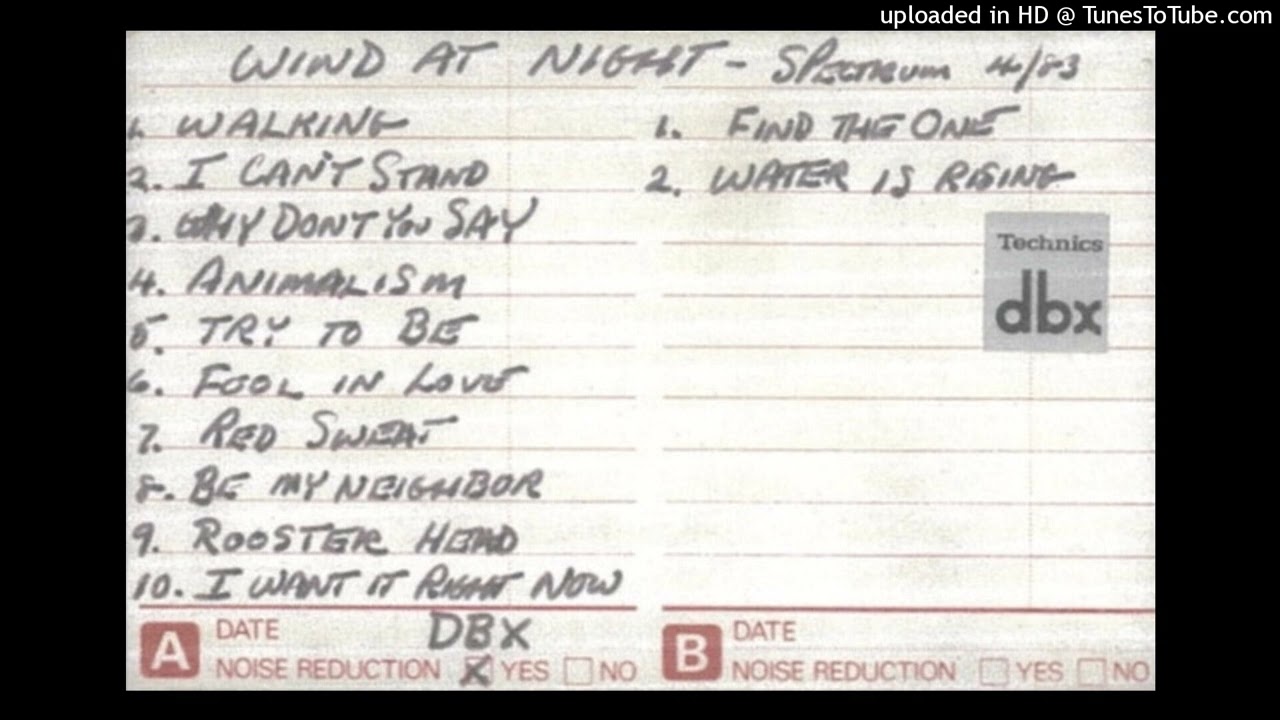 uploaded in HD @ TunesToTube.com
WIND AT NIGHT - SPECTRUM 4/83
1. WALKING
2. I CAN'T STAND
3. WHY DON'T YOU SAY
4. ANIMALISM
5. TRY TO BE
6. FOOL IN LOVE
7. RED SWEAT
8. BE MY NEIGHBOR
9. ROOSTER HEAD
10. I WANT IT RIGHT NOW
1. FIND THE ONE
2. WATER IS RISING
Technics
dbx
A DATE DBX
NOISE REDUCTION X YES NO
B DATE
NOISE REDUCTION YES NO